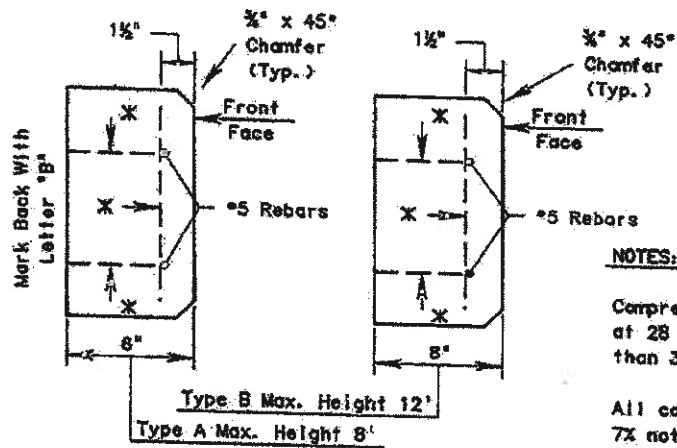 1½"
¾" x 45°
Chamfer
(Typ.)
Front
Face
#5 Rebars
Mark Back With
Letter "B"
6"
1½"
¾" x 45°
Chamfer
(Typ.)
Front
Face
#5 Rebars
8"
Type B Max. Height 12'
Type A Max. Height 8'
NOTES:
at 28
than 3
All
7% not